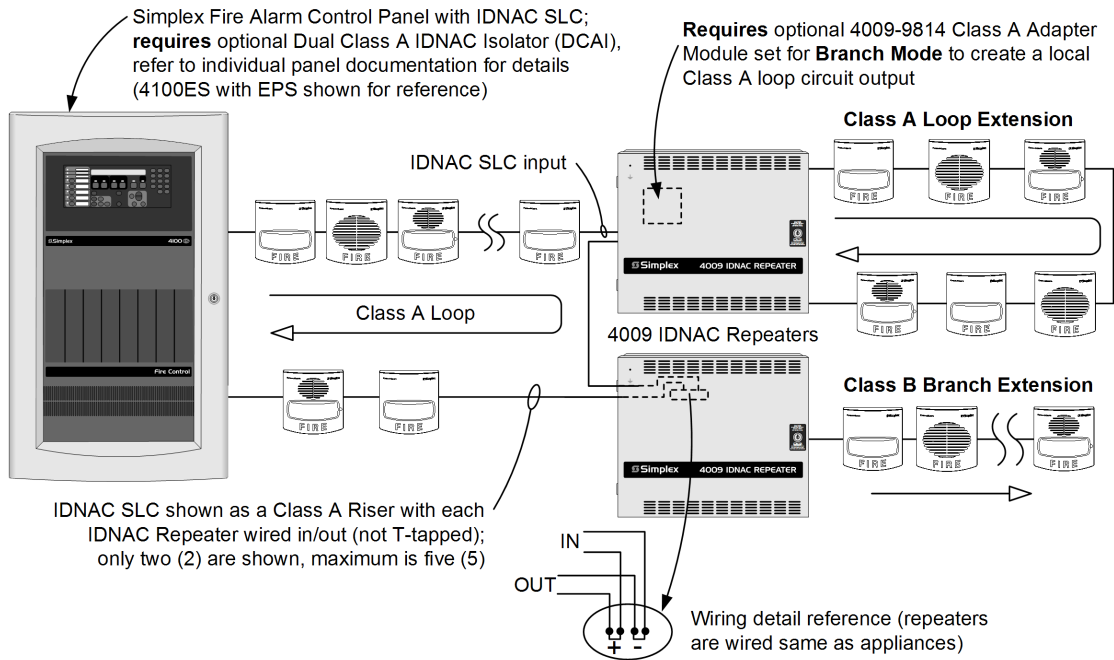 Simplex Fire Alarm Control Panel with IDNAC SLC;
requires optional Dual Class A IDNAC Isolator (DCAI),
refer to individual panel documentation for details
(4100ES with EPS shown for reference)
Requires optional 4009-9814 Class A Adapter
Module set for Branch Mode to create a local
Class A loop circuit output
Class A Loop Extension
IDNAC SLC input
FIRE
FIRE
FIRE
Simplex
4100
FIRE
FIRE
FIRE
FIRE
Simplex 4009 IDNAC REPEATER
Class A Loop
FIRE
FIRE
FIRE
4009 IDNAC Repeaters
Fire Control
Class B Branch Extension
FIRE
FIRE
FIRE
FIRE
FIRE
Simplex 4009 IDNAC REPEATER
IDNAC SLC shown as a Class A Riser with each
IDNAC Repeater wired in/out (not T-tapped);
only two (2) are shown, maximum is five (5)
IN
OUT
+ -
Wiring detail reference (repeaters
are wired same as appliances)